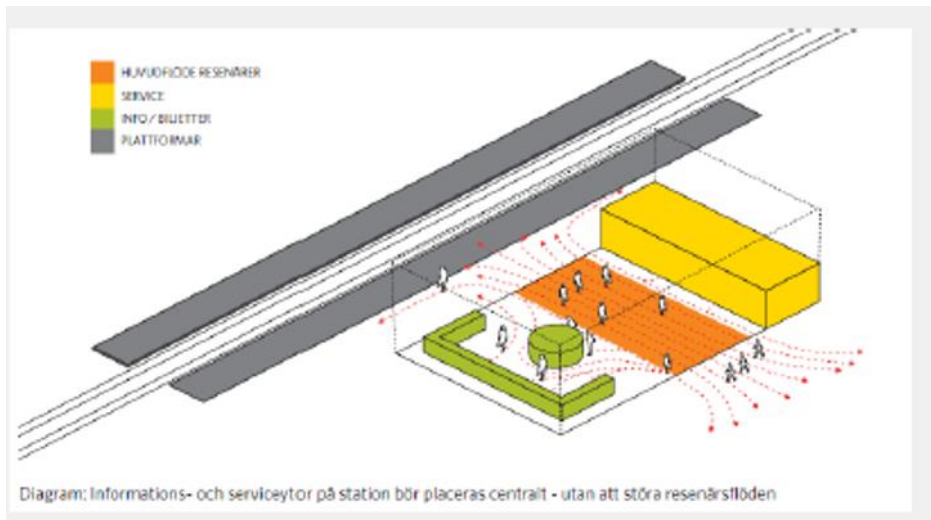 HUVUDFLÖDE RESENÄRER
SERVICE
INFO / BILJETTER
PLATTFORMAR
Diagram: Informations- och serviceytor på station bör placeras centralt - utan att störa resenärsflöden